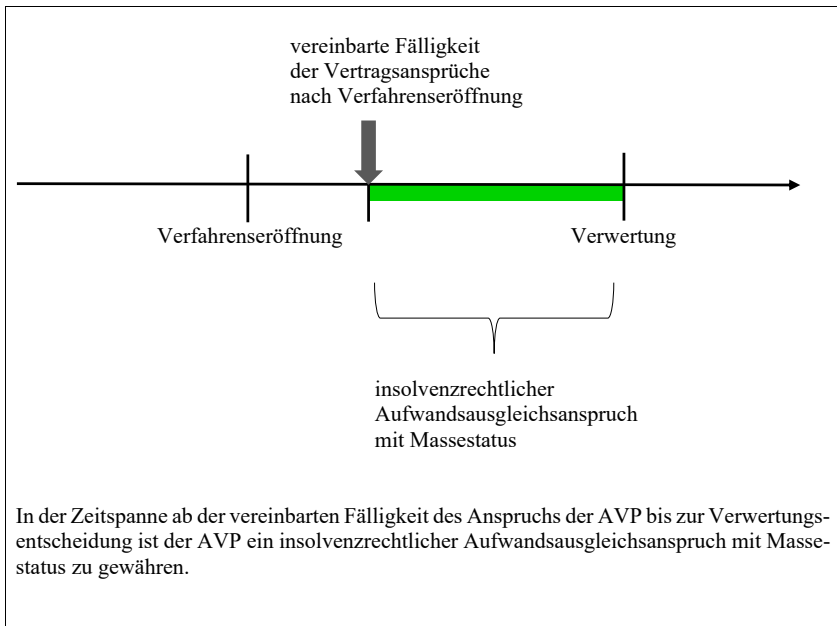 vereinbarte Fälligkeit
der Vertragsansprüche
nach Verfahrenseröffnung
Verfahrenseröffnung
Verwertung
insolvenzrechtlicher
Aufwandsausgleichsanspruch
mit Massestatus
In der Zeitspanne ab der vereinbarten Fälligkeit des Anspruchs der AVP bis zur Verwertungs-
entscheidung ist der AVP ein insolvenzrechtlicher Aufwandsausgleichsanspruch mit Masse-
status zu gewähren.